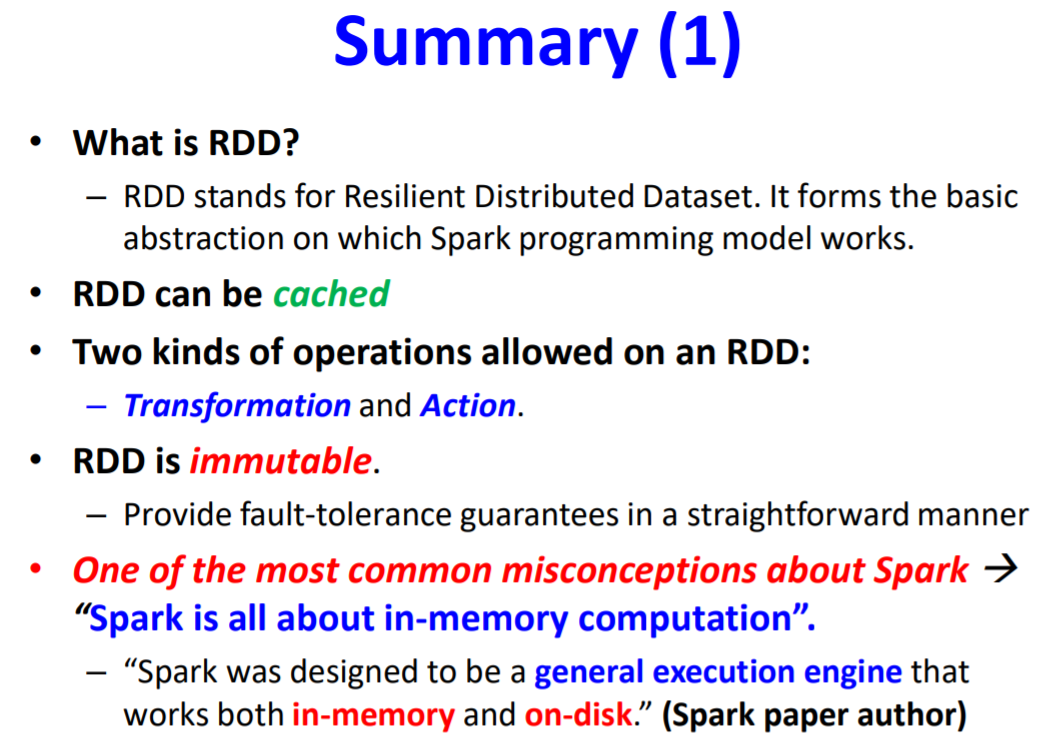 Summary (1)
• What is RDD?
– RDD stands for Resilient Distributed Dataset. It forms the basic
abstraction on which Spark programming model works.
• RDD can be cached
• Two kinds of operations allowed on an RDD:
– Transformation and Action.
• RDD is immutable.
– Provide fault-tolerance guarantees in a straightforward manner
• One of the most common misconceptions about Spark →
“Spark is all about in-memory computation”.
– “Spark was designed to be a general execution engine that
works both in-memory and on-disk.” (Spark paper author)